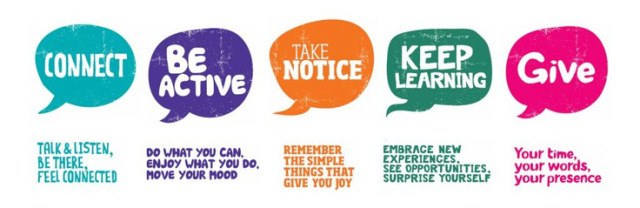 CONNECT
BE
ACTIVE
TAKE
NOTICE
KEEP
LEARNING
Give
TALK & LISTEN,
BE THERE,
FEEL CONNECTED
DO WHAT YOU CAN,
ENJOY WHAT YOU DO,
MOVE YOUR MOOD
REMEMBER
THE SIMPLE
THINGS THAT
GIVE YOU JOY
EMBRACE NEW
EXPERIENCES,
SEE OPPORTUNITIES,
SURPRISE YOURSELF
Your time,
your words,
your presence